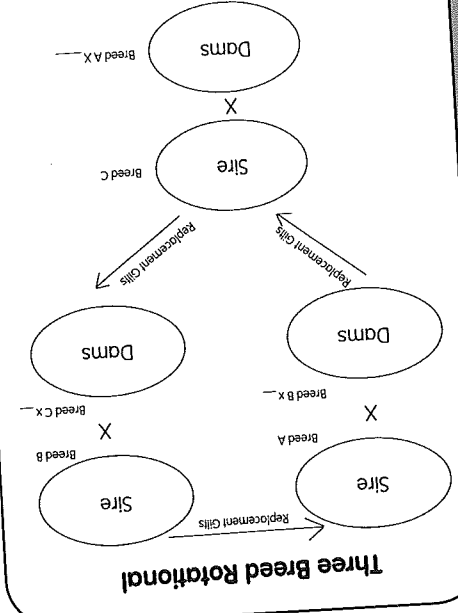 Three Breed Rotational
Sire
Replacement Gilts
Sire
Breed A
Breed B
X
X
Breed B x __
Breed C x __
Dams
Dams
Replacement Gilts
Replacement Gilts
Sire
Breed C
X
Dams
Breed A X ____